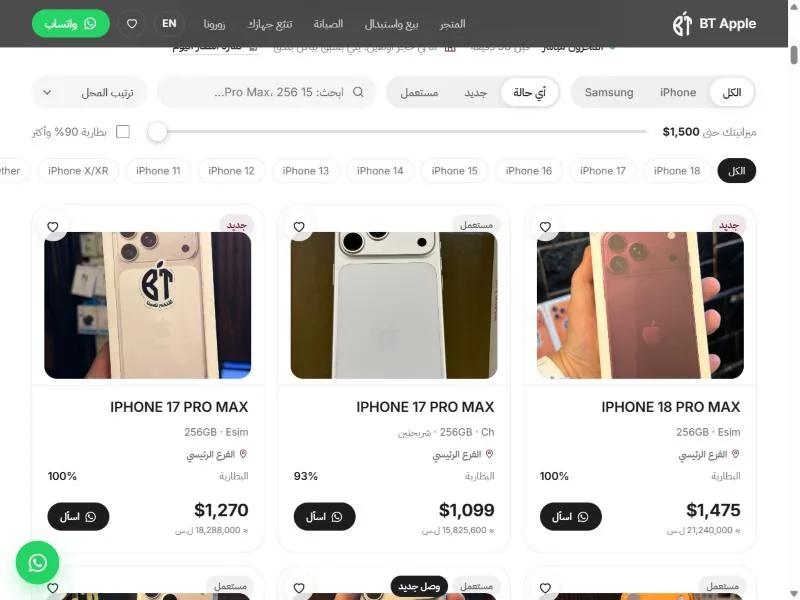 BT Apple
المتجر
بيع واستبدال
الصيانة
تتبّع جهازك
زورونا
EN
واتساب
الكل
iPhone
Samsung
أي حالة
جديد
مستعمل
ابحث: 15 Pro Max، 256...
ترتيب المحل
ميزانيتك حتى $1,500
بطارية 90% وأكثر
الكل
iPhone 18
iPhone 17
iPhone 16
iPhone 15
iPhone 14
iPhone 13
iPhone 12
iPhone 11
iPhone X/XR
ther
جديد
IPHONE 18 PRO MAX
256GB · Esim
الفرع الرئيسي
البطارية 100%
$1,475
≈ 21,240,000 ل.س
اسأل
مستعمل
IPHONE 17 PRO MAX
256GB · Ch · شريحتين
الفرع الرئيسي
البطارية 93%
$1,099
≈ 15,825,600 ل.س
اسأل
جديد
BT
IPHONE 17 PRO MAX
256GB · Esim
الفرع الرئيسي
البطارية 100%
$1,270
≈ 18,288,000 ل.س
اسأل
مستعمل
مستعمل
وصل جديد
مستعمل